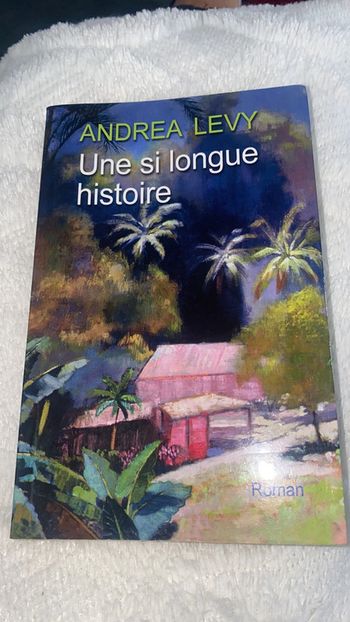 ANDREA LEVY
Une si longue
histoire
Roman